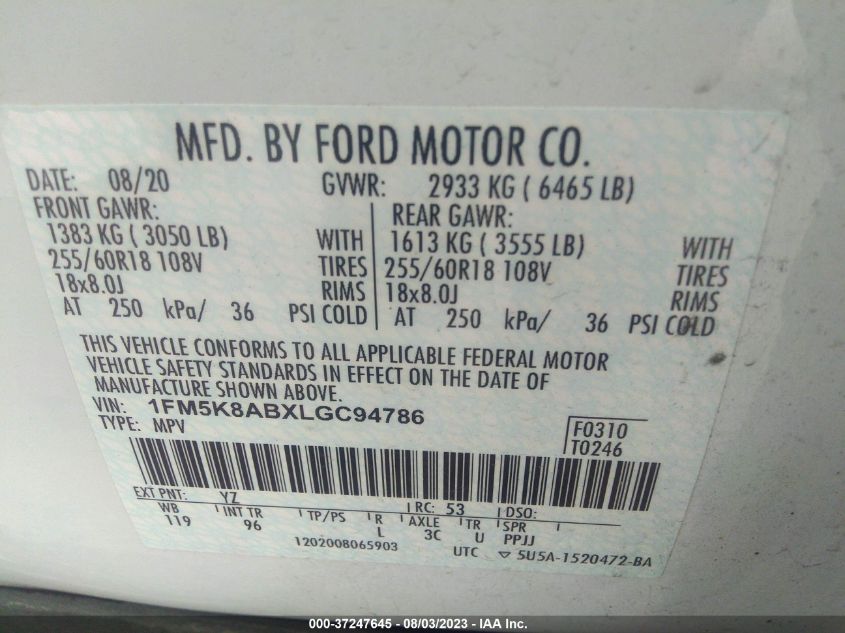 MFD. BY FORD MOTOR CO.
DATE: 08/20 GVWR: 2933 KG ( 6465 LB)
FRONT GAWR: REAR GAWR:
1383 KG ( 3050 LB) WITH 1613 KG ( 3555 LB) WITH
255/60R18 108V TIRES 255/60R18 108V TIRES
18x8.0J RIMS 18x8.0J RIMS
AT 250 kPa/ 36 PSI COLD AT 250 kPa/ 36 PSI COLD
THIS VEHICLE CONFORMS TO ALL APPLICABLE FEDERAL MOTOR
VEHICLE SAFETY STANDARDS IN EFFECT ON THE DATE OF
MANUFACTURE SHOWN ABOVE.
VIN: 1FM5K8ABXLGC94786
TYPE: MPV
F0310
T0246
EXT PNT: YZ RC: 53 DSO:
WB INT TR TP/PS R AXLE TR SPR
119 96 L 3C U PPJJ
1202008065903 UTC ▽ 5U5A-1520472-BA
000-37247645 - 08/03/2023 - IAA Inc.